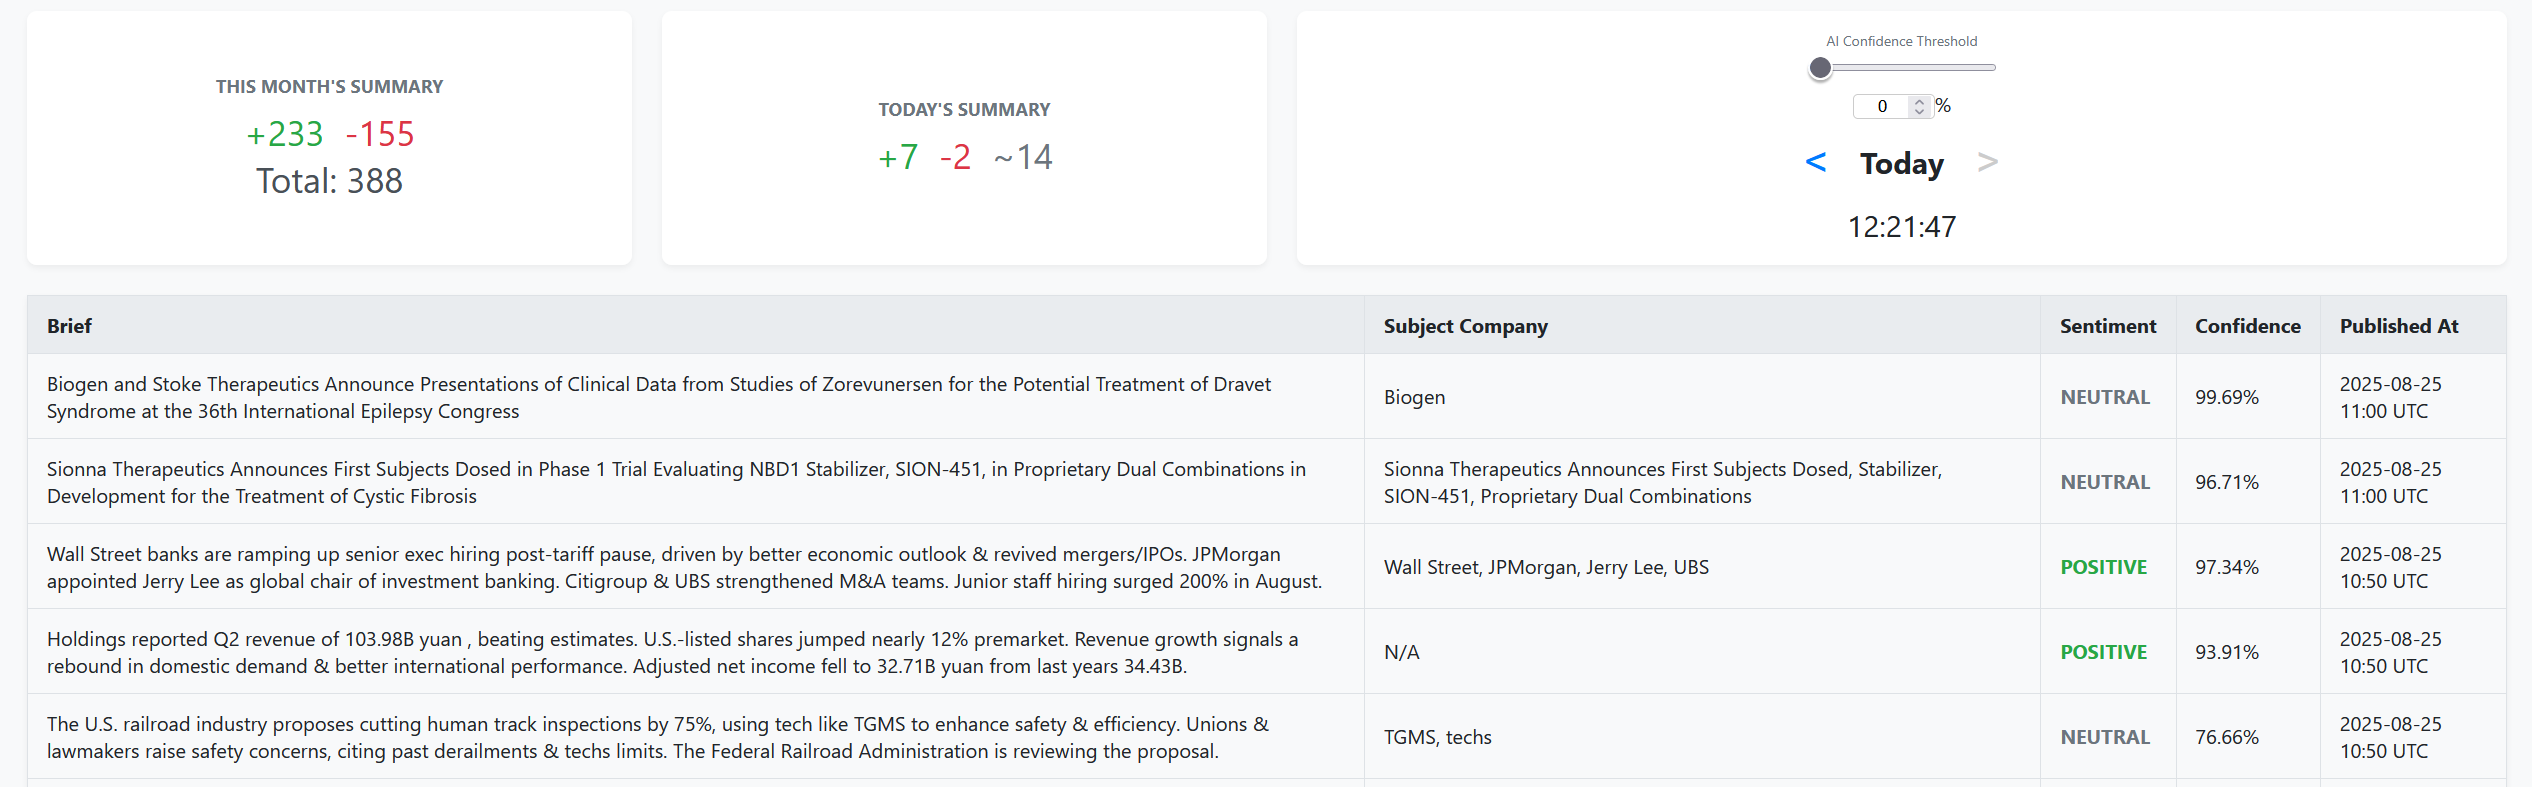 THIS MONTH'S SUMMARY
+233 -155
Total: 388
TODAY'S SUMMARY
+7 -2 ~14
AI Confidence Threshold
0 %
< Today >
12:21:47
Brief Subject Company Sentiment Confidence Published At
Biogen and Stoke Therapeutics Announce Presentations of Clinical Data from Studies of Zorevunersen for the Potential Treatment of Dravet
Syndrome at the 36th International Epilepsy Congress
Biogen
NEUTRAL
99.69%
2025-08-25
11:00 UTC
Sionna Therapeutics Announces First Subjects Dosed in Phase 1 Trial Evaluating NBD1 Stabilizer, SION-451, in Proprietary Dual Combinations in
Development for the Treatment of Cystic Fibrosis
Sionna Therapeutics Announces First Subjects Dosed, Stabilizer,
SION-451, Proprietary Dual Combinations
NEUTRAL
96.71%
2025-08-25
11:00 UTC
Wall Street banks are ramping up senior exec hiring post-tariff pause, driven by better economic outlook & revived mergers/IPOs. JPMorgan
appointed Jerry Lee as global chair of investment banking. Citigroup & UBS strengthened M&A teams. Junior staff hiring surged 200% in August.
Wall Street, JPMorgan, Jerry Lee, UBS
POSITIVE
97.34%
2025-08-25
10:50 UTC
Holdings reported Q2 revenue of 103.98B yuan , beating estimates. U.S.-listed shares jumped nearly 12% premarket. Revenue growth signals a
rebound in domestic demand & better international performance. Adjusted net income fell to 32.71B yuan from last years 34.43B.
N/A
POSITIVE
93.91%
2025-08-25
10:50 UTC
The U.S. railroad industry proposes cutting human track inspections by 75%, using tech like TGMS to enhance safety & efficiency. Unions &
lawmakers raise safety concerns, citing past derailments & techs limits. The Federal Railroad Administration is reviewing the proposal.
TGMS, techs
NEUTRAL
76.66%
2025-08-25
10:50 UTC